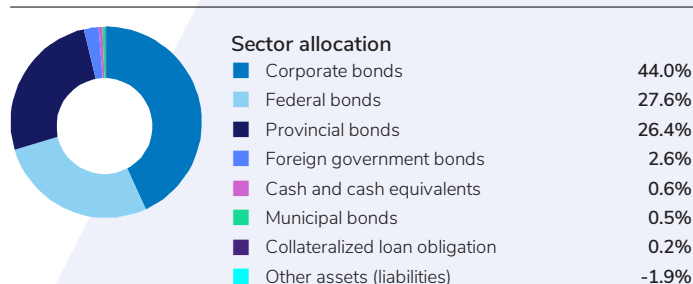 Sector allocation
Corporate bonds 44.0%
Federal bonds 27.6%
Provincial bonds 26.4%
Foreign government bonds 2.6%
Cash and cash equivalents 0.6%
Municipal bonds 0.5%
Collateralized loan obligation 0.2%
Other assets (liabilities) -1.9%